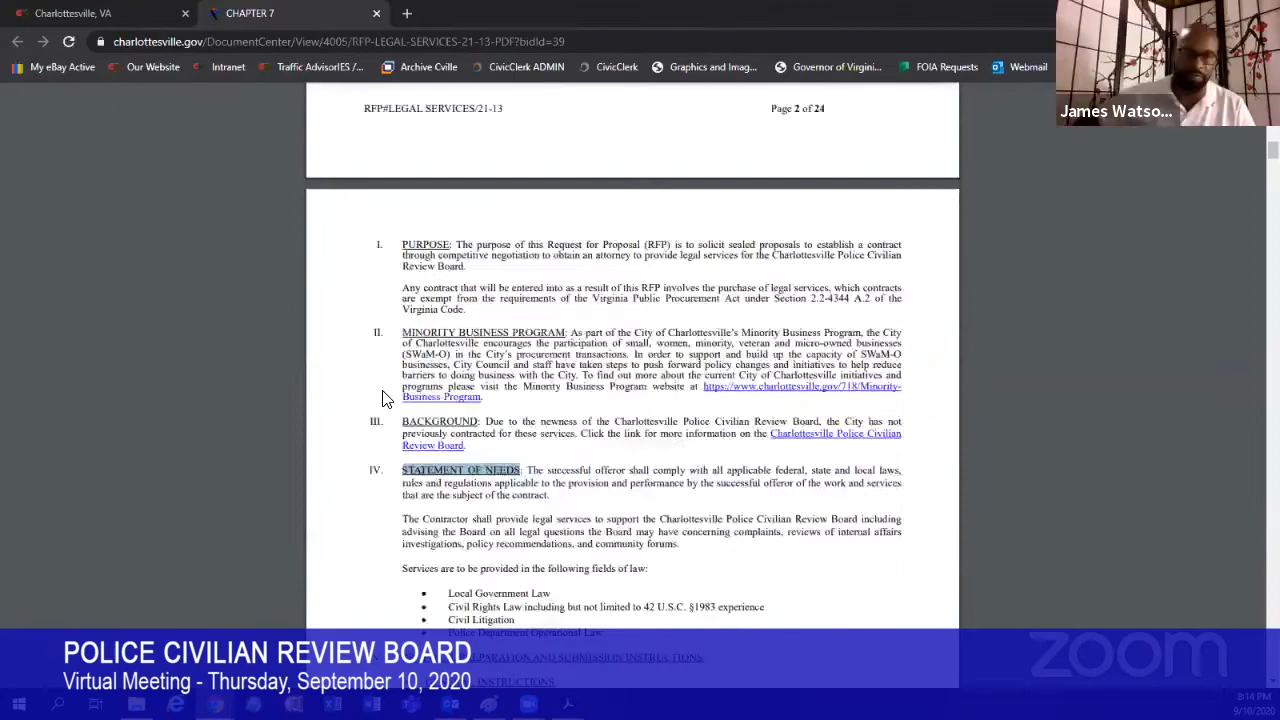 Charlottesville, VA
CHAPTER 7
charlottesville.gov/DocumentCenter/View/4005/RFP-LEGAL-SERVICES-21-13-PDF?bidId=39
My eBay Active
Our Website
Intranet
Traffic AdvisorIES /...
Archive Cville
CivicClerk ADMIN
CivicClerk
Graphics and Imag...
Governor of Virgini...
FOIA Requests
Webmail
James Watso...
RFP#LEGAL SERVICES/21-13 Page 2 of 24
I. PURPOSE: The purpose of this Request for Proposal (RFP) is to solicit sealed proposals to establish a contract
through competitive negotiation to obtain an attorney to provide legal services for the Charlottesville Police Civilian
Review Board.
Any contract that will be entered into as a result of this RFP involves the purchase of legal services, which contracts
are exempt from the requirements of the Virginia Public Procurement Act under Section 2.2-4344 A.2 of the
Virginia Code.
II. MINORITY BUSINESS PROGRAM: As part of the City of Charlottesville's Minority Business Program, the City
of Charlottesville encourages the participation of small, women, minority, veteran and micro-owned businesses
(SWaM-O) in the City's procurement transactions. In order to support and build up the capacity of SWaM-O
businesses, City Council and staff have taken steps to push forward policy changes and initiatives to help reduce
barriers to doing business with the City. To find out more about the current City of Charlottesville initiatives and
programs please visit the Minority Business Program website at https://www.charlottesville.gov/718/Minority-
Business-Program.
III. BACKGROUND: Due to the newness of the Charlottesville Police Civilian Review Board, the City has not
previously contracted for these services. Click the link for more information on the Charlottesville Police Civilian
Review Board.
IV. STATEMENT OF NEEDS: The successful offeror shall comply with all applicable federal, state and local laws,
rules and regulations applicable to the provision and performance by the successful offeror of the work and services
that are the subject of the contract.
The Contractor shall provide legal services to support the Charlottesville Police Civilian Review Board including
advising the Board on all legal questions the Board may have concerning complaints, reviews of internal affairs
investigations, policy recommendations, and community forums.
Services are to be provided in the following fields of law:
• Local Government Law
• Civil Rights Law including but not limited to 42 U.S.C. §1983 experience
• Civil Litigation
• Police Department Operational Law
PREPARATION AND SUBMISSION INSTRUCTIONS
INSTRUCTIONS
POLICE CIVILIAN REVIEW BOARD
Virtual Meeting - Thursday, September 10, 2020
zoom
8:14 PM
9/10/2020